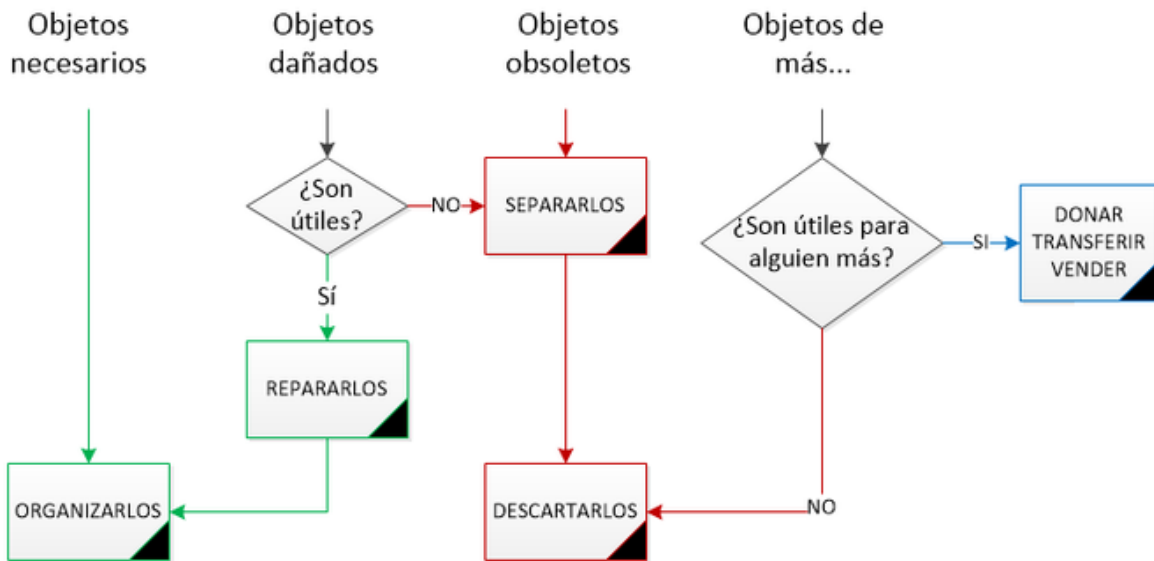 Objetos
necesarios
Objetos
dañados
Objetos
obsoletos
Objetos de
más...
¿Son
útiles?
NO
SEPARARLOS
¿Son útiles para
alguien más?
SI
DONAR
TRANSFERIR
VENDER
Sí
REPARARLOS
ORGANIZARLOS
DESCARTARLOS
NO